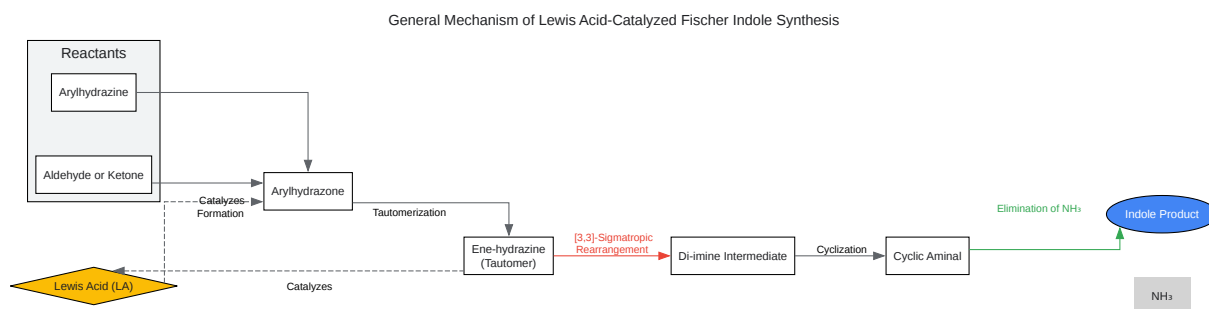 General Mechanism of Lewis Acid-Catalyzed Fischer Indole Synthesis
Reactants
Arylhydrazine
Aldehyde or Ketone
Catalyzes
Formation
Arylhydrazone
Tautomerization
Ene-hydrazine
(Tautomer)
[3,3]-Sigmatropic
Rearrangement
Di-imine Intermediate
Cyclization
Cyclic Aminal
Elimination of NH₃
Indole Product
Lewis Acid (LA)
Catalyzes
NH₃